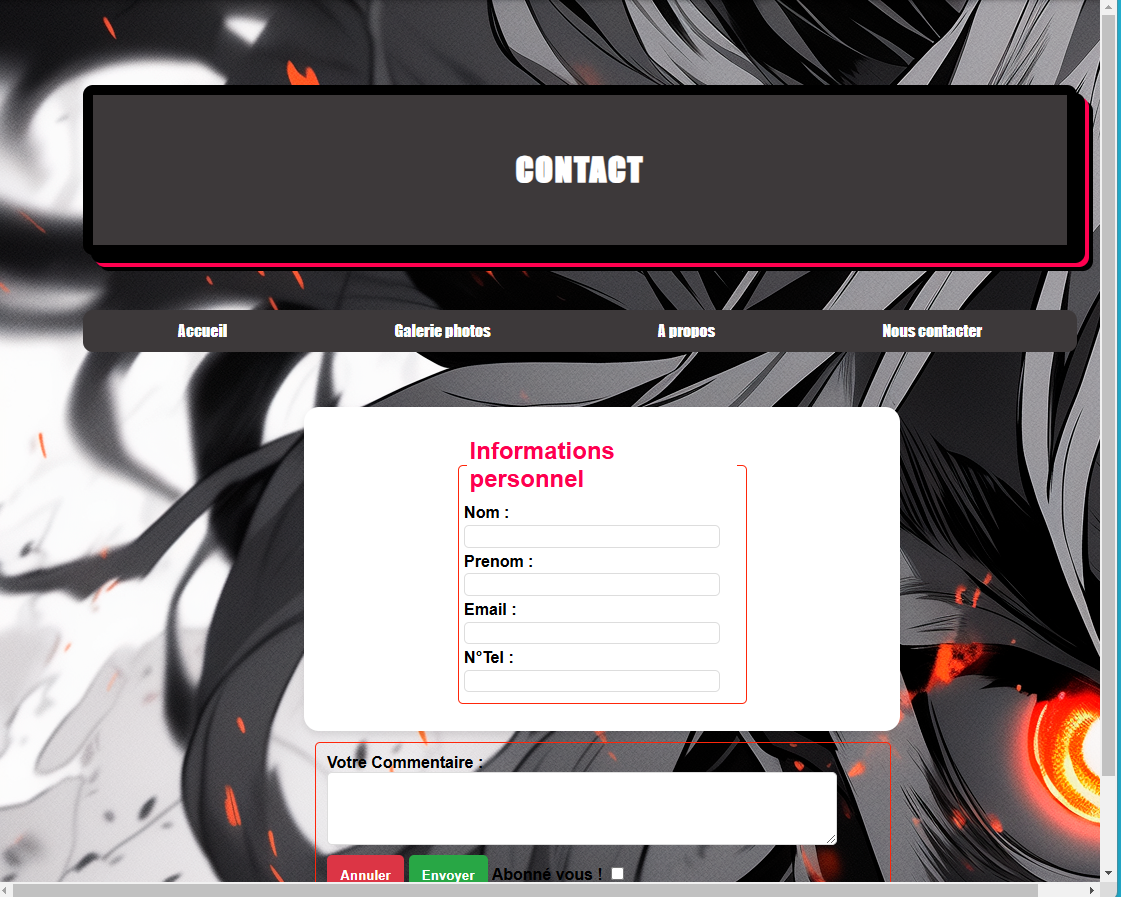 CONTACT
Accueil Galerie photos A propos Nous contacter
Informations
personnel
Nom :
Prenom :
Email :
N°Tel :
Votre Commentaire :
Annuler Envoyer Abonné vous !